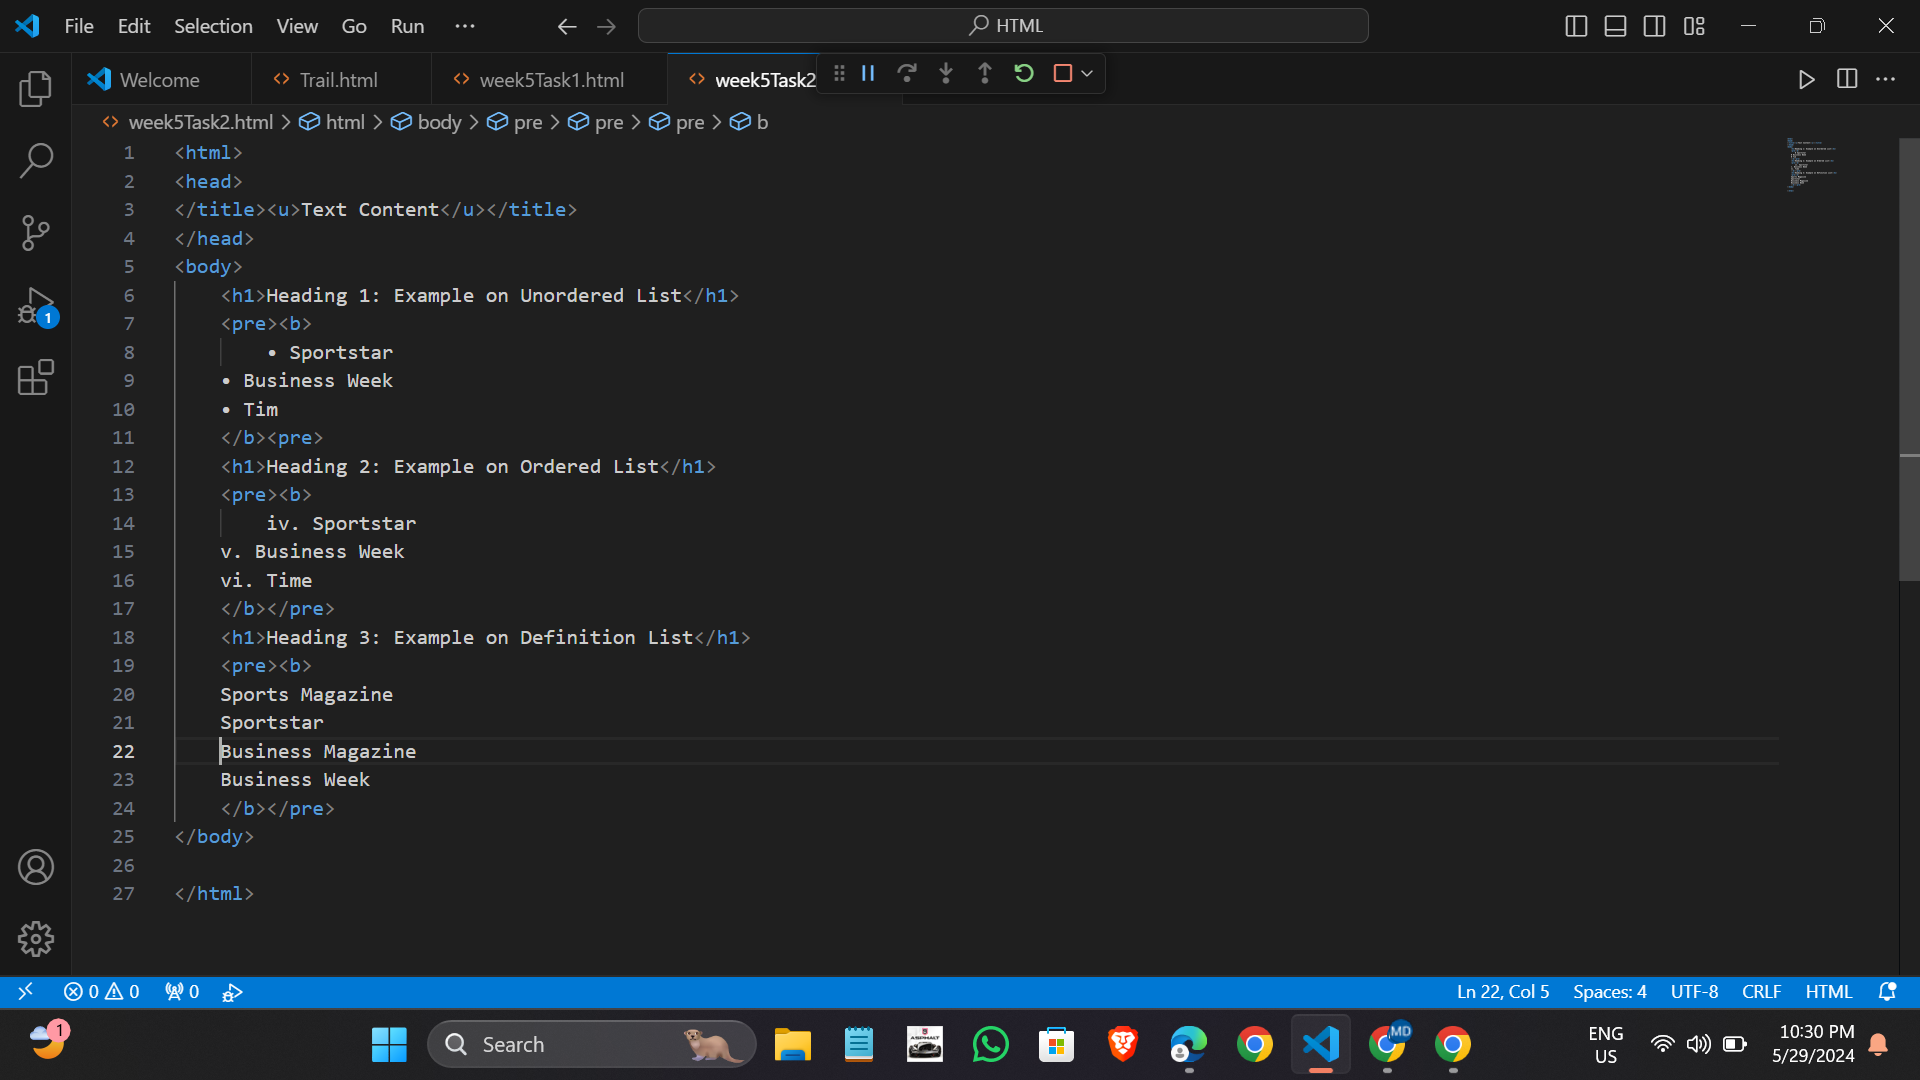 File Edit Selection View Go Run ··· HTML
Welcome Trail.html week5Task1.html week5Task2
week5Task2.html > html > body > pre > pre > pre > b
1 <html>
2 <head>
3 </title><u>Text Content</u></title>
4 </head>
5 <body>
6 <h1>Heading 1: Example on Unordered List</h1>
7 <pre><b>
8 • Sportstar
9 • Business Week
10 • Tim
11 </b><pre>
12 <h1>Heading 2: Example on Ordered List</h1>
13 <pre><b>
14 iv. Sportstar
15 v. Business Week
16 vi. Time
17 </b></pre>
18 <h1>Heading 3: Example on Definition List</h1>
19 <pre><b>
20 Sports Magazine
21 Sportstar
22 Business Magazine
23 Business Week
24 </b></pre>
25 </body>
26
27 </html>
1
0 0 0 Ln 22, Col 5 Spaces: 4 UTF-8 CRLF HTML
1 Search ASPHALT MD ENG US 10:30 PM
5/29/2024